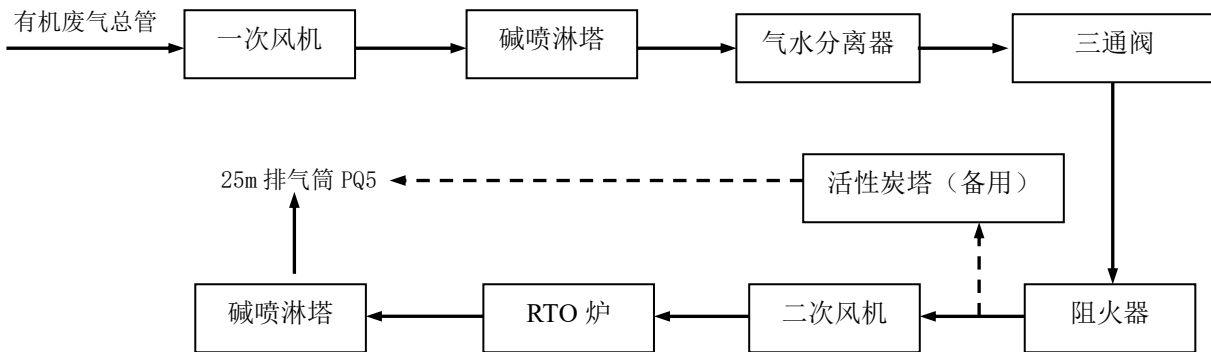 有机废气总管
一次风机
碱喷淋塔
气水分离器
三通阀
25m 排气筒 PQ5
活性炭塔（备用）
碱喷淋塔
RTO 炉
二次风机
阻火器